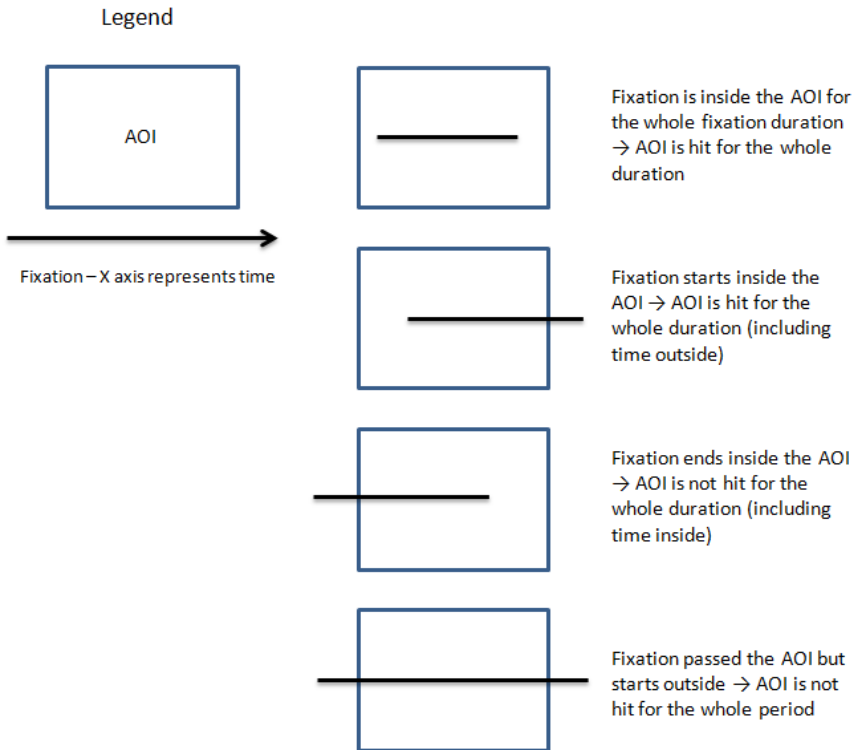 Legend
AOI
Fixation – X axis represents time
Fixation is inside the AOI for
the whole fixation duration
→ AOI is hit for the whole
duration
Fixation starts inside the
AOI → AOI is hit for the
whole duration (including
time outside)
Fixation ends inside the AOI
→ AOI is not hit for the
whole duration (including
time inside)
Fixation passed the AOI but
starts outside → AOI is not
hit for the whole period